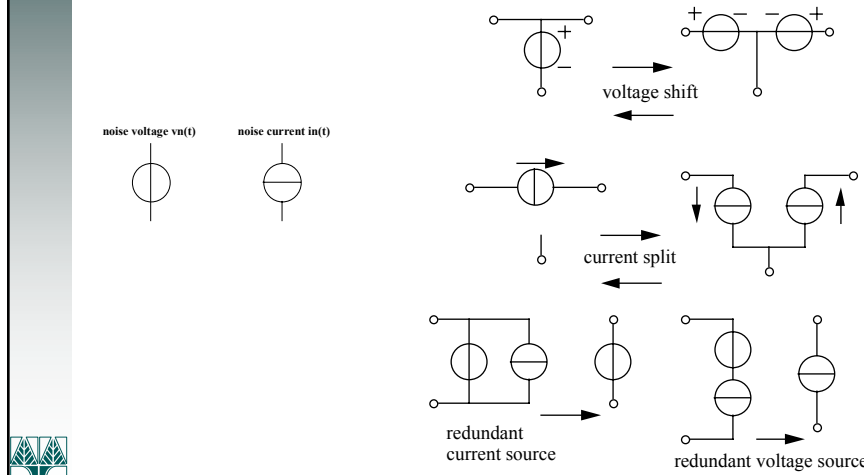 voltage shift
noise voltage vn(t)
noise current in(t)
current split
redundant
current source
redundant voltage source